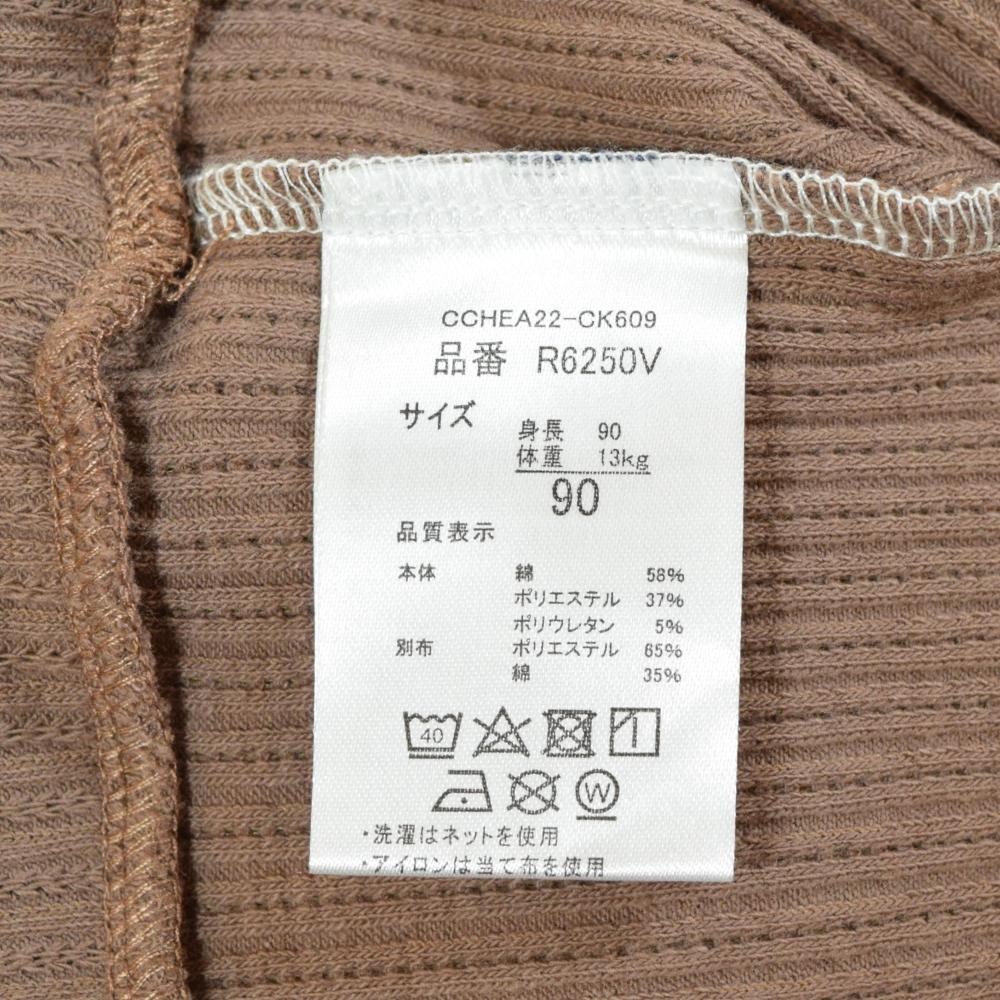 CCHEA22-CK609
品番 R6250V
サイズ
身長 90
体重 13kg
90
品質表示
本体 綿 58%
ポリエステル 37%
ポリウレタン 5%
別布 ポリエステル 65%
綿 35%
40
W
・洗濯はネットを使用
・アイロンは当て布を使用